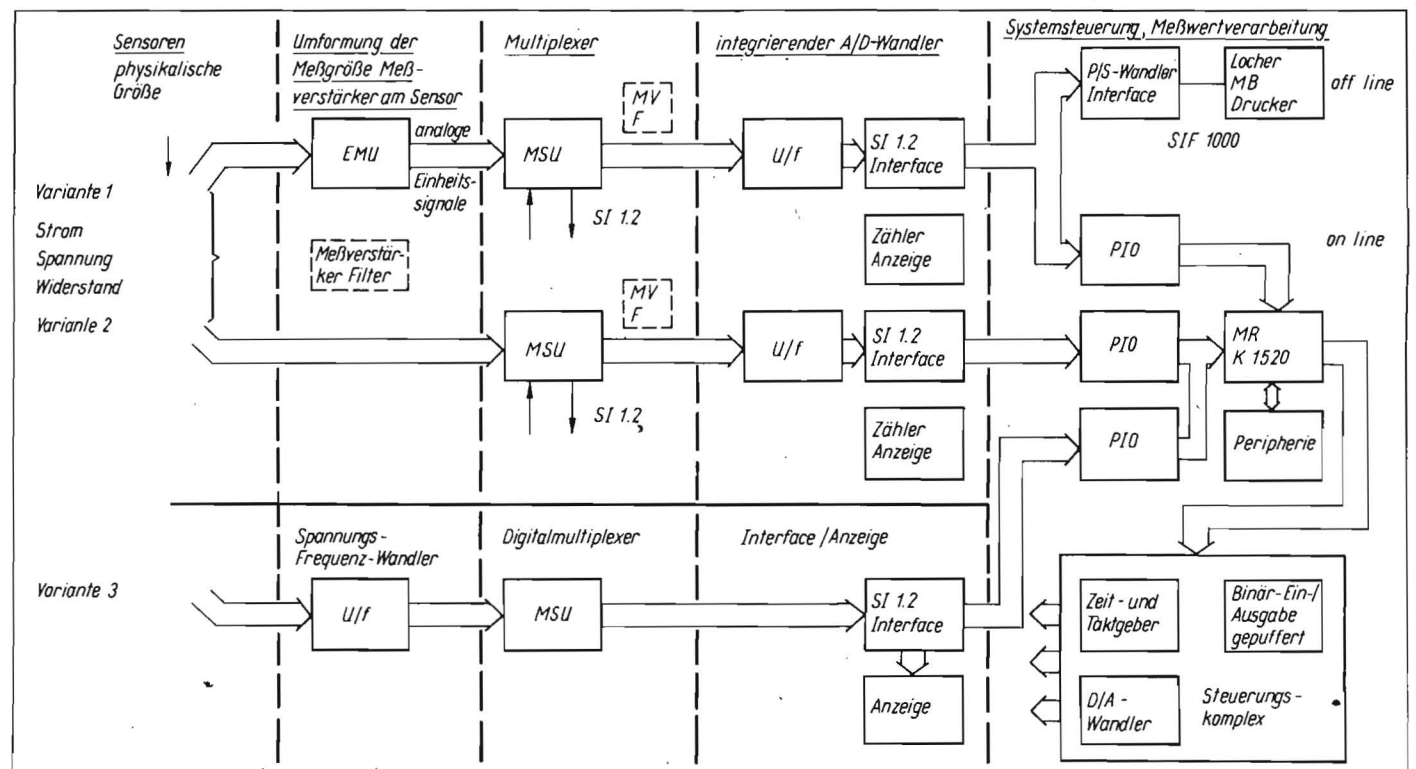 Sensoren
physikalische
Größe
Umformung der
Meßgröße Meß-
verstärker am Sensor
Multiplexer
integrierender A/D-Wandler
Systemsteuerung, Meßwertverarbeitung
MV
F
P/S-Wandler
Interface
Locher
MB
Drucker
off line
SIF 1000
EMU
analoge
Einheits-
signale
MSU
SI 1.2
U/f
SI 1.2
Interface
Variante 1
Strom
Spannung
Widerstand
Variante 2
Meßverstär-
ker Filter
Zähler
Anzeige
PIO
on line
MV
F
MSU
SI 1.2
U/f
SI 1.2
Interface
PIO
MR
K 1520
Zähler
Anzeige
PIO
Peripherie
Spannungs-
Frequenz-Wandler
Digitalmultiplexer
Interface/Anzeige
Variante 3
U/f
MSU
SI 1.2
Interface
Anzeige
Zeit- und
Taktgeber
Binär-Ein-/
Ausgabe
gepuffert
D/A-
Wandler
Steuerungs-
komplex